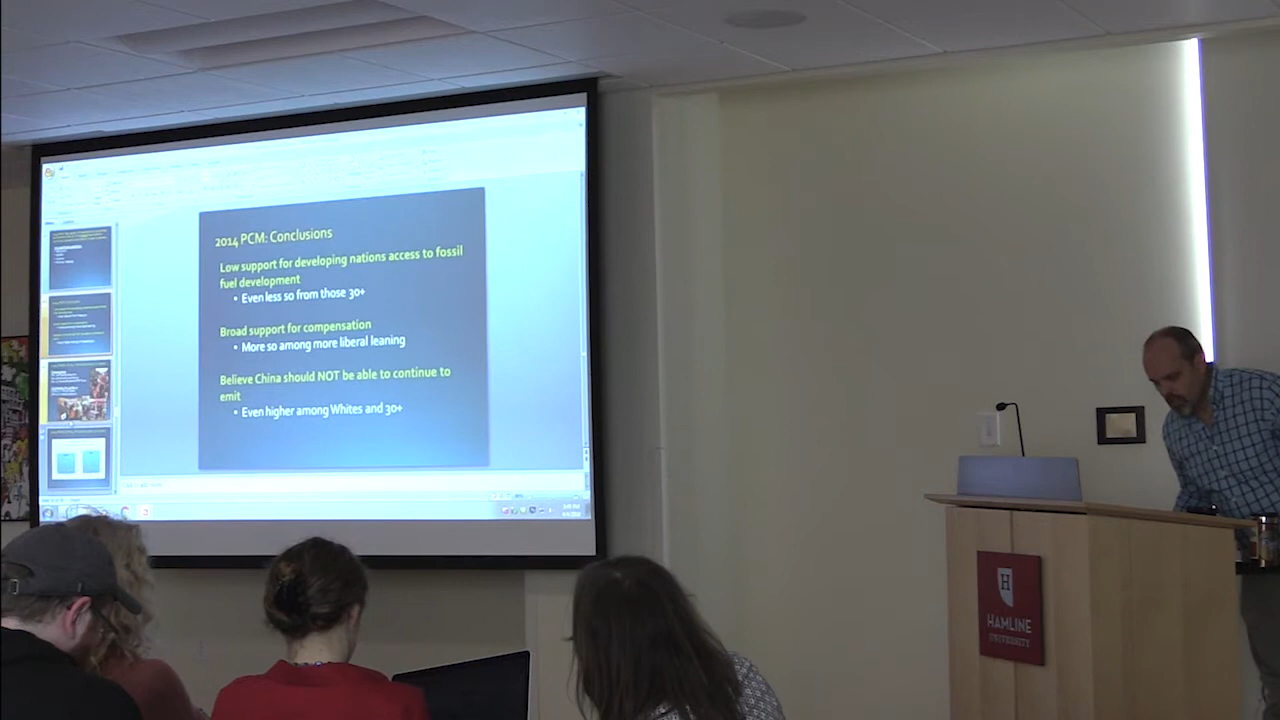 2014 PCM: Conclusions
Low support for developing nations access to fossil
fuel development
• Even less so from those 30+
Broad support for compensation
• More so among more liberal leaning
Believe China should NOT be able to continue to
emit
• Even higher among Whites and 30+
H
HAMLINE
UNIVERSITY